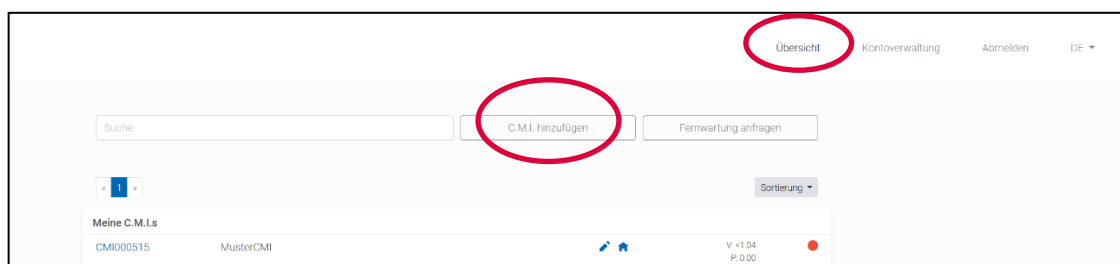 Übersicht Kontoverwaltung Abmelden DE
Suche C.M.I. hinzufügen Fernwartung anfragen
« 1 » Sortierung
Meine C.M.I.s
CMI000515 MusterCMI V: <1.04
P: 0.00